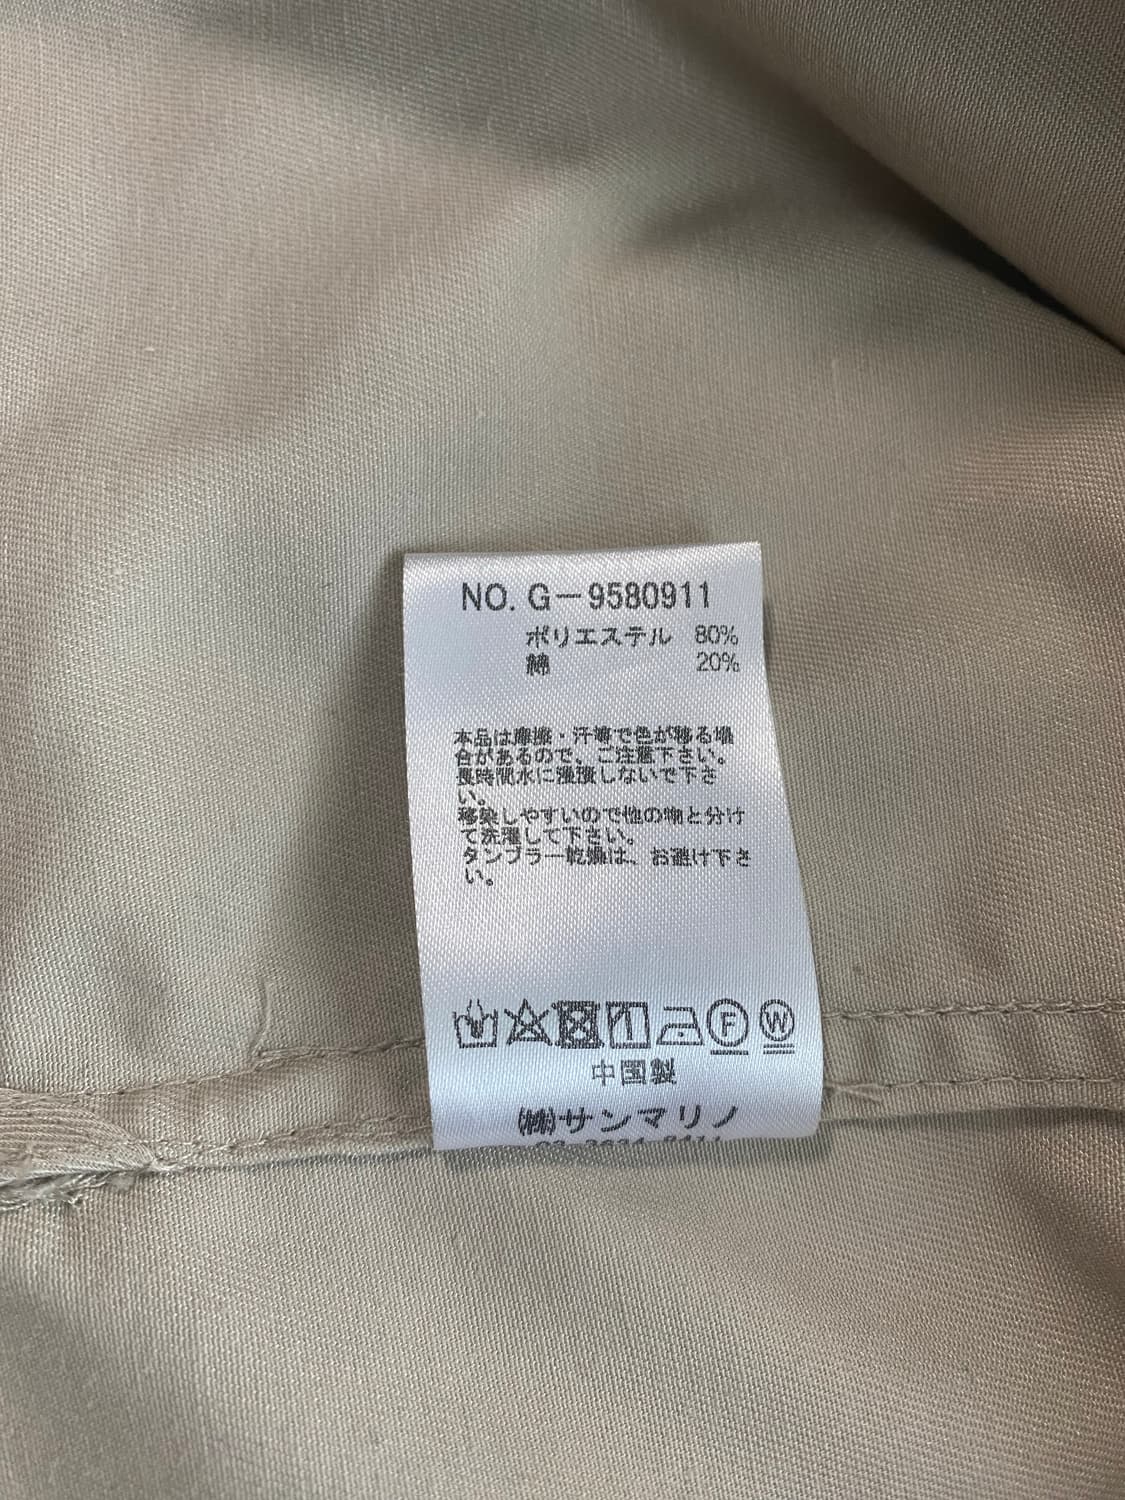 NO. G-9580911
ポリエステル 80%
綿 20%
本品は摩擦・汗等で色が移る場
合があるので、ご注意下さい。
長時間水に浸漬しないで下さ
い。
移染しやすいので他の物と分け
て洗濯して下さい。
タンブラー乾燥は、お避け下さ
い。
F W
中国製
㈱サンマリノ